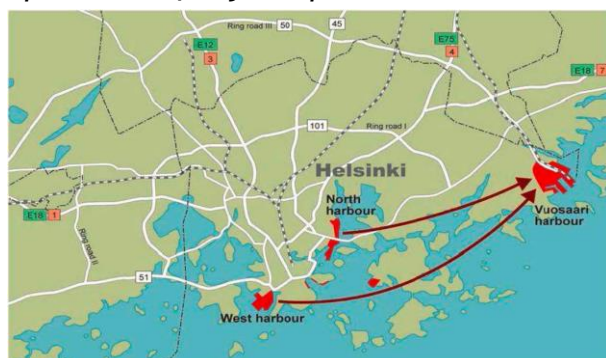 Ring road III
50
45
E12
3
E75
4
E18 7
101
Ring road I
Helsinki
North
harbour
Vuosaari
harbour
E18 1
Ring road II
51
West harbour